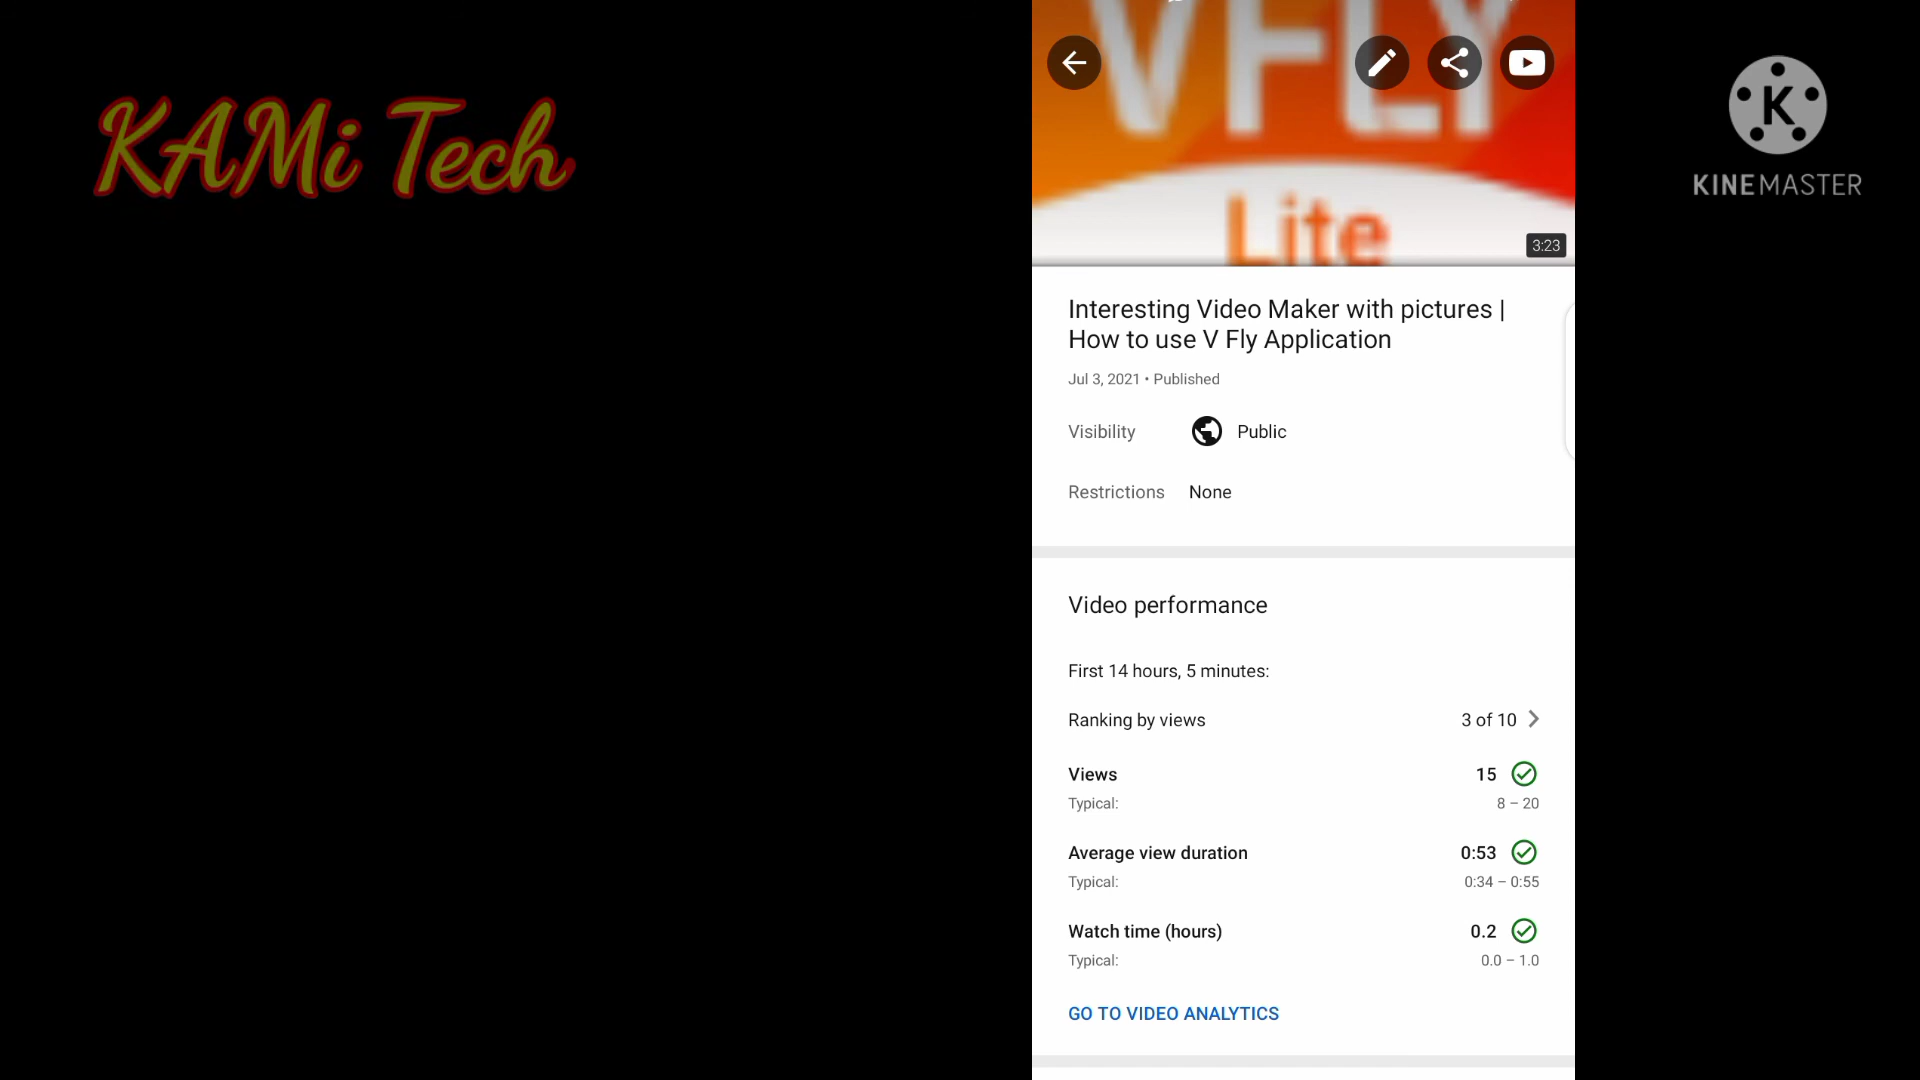 KAMi Tech
VFLY
Lite
3:23
KINEMASTER
Interesting Video Maker with pictures |
How to use V Fly Application
Jul 3, 2021 • Published
Visibility Public
Restrictions None
Video performance
First 14 hours, 5 minutes:
Ranking by views 3 of 10
Views 15
Typical: 8 – 20
Average view duration 0:53
Typical: 0:34 – 0:55
Watch time (hours) 0.2
Typical: 0.0 – 1.0
GO TO VIDEO ANALYTICS